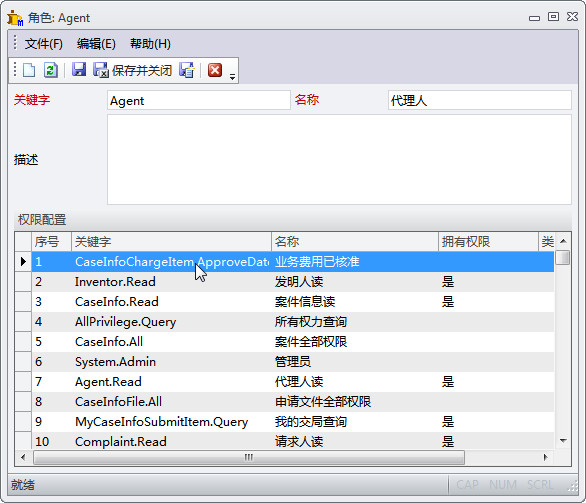 角色: Agent
文件(F) 编辑(E) 帮助(H)
保存并关闭
关键字 Agent 名称 代理人
描述
权限配置
序号 关键字 名称 拥有权限 类
1 CaseInfoChargeItem.ApproveDate 业务费用已核准
2 Inventor.Read 发明人读 是
3 CaseInfo.Read 案件信息读 是
4 AllPrivilege.Query 所有权力查询
5 CaseInfo.All 案件全部权限
6 System.Admin 管理员
7 Agent.Read 代理人读 是
8 CaseInfoFile.All 申请文件全部权限
9 MyCaseInfoSubmitItem.Query 我的交局查询 是
10 Complaint.Read 请求人读 是
就绪 CAP NUM SCRL